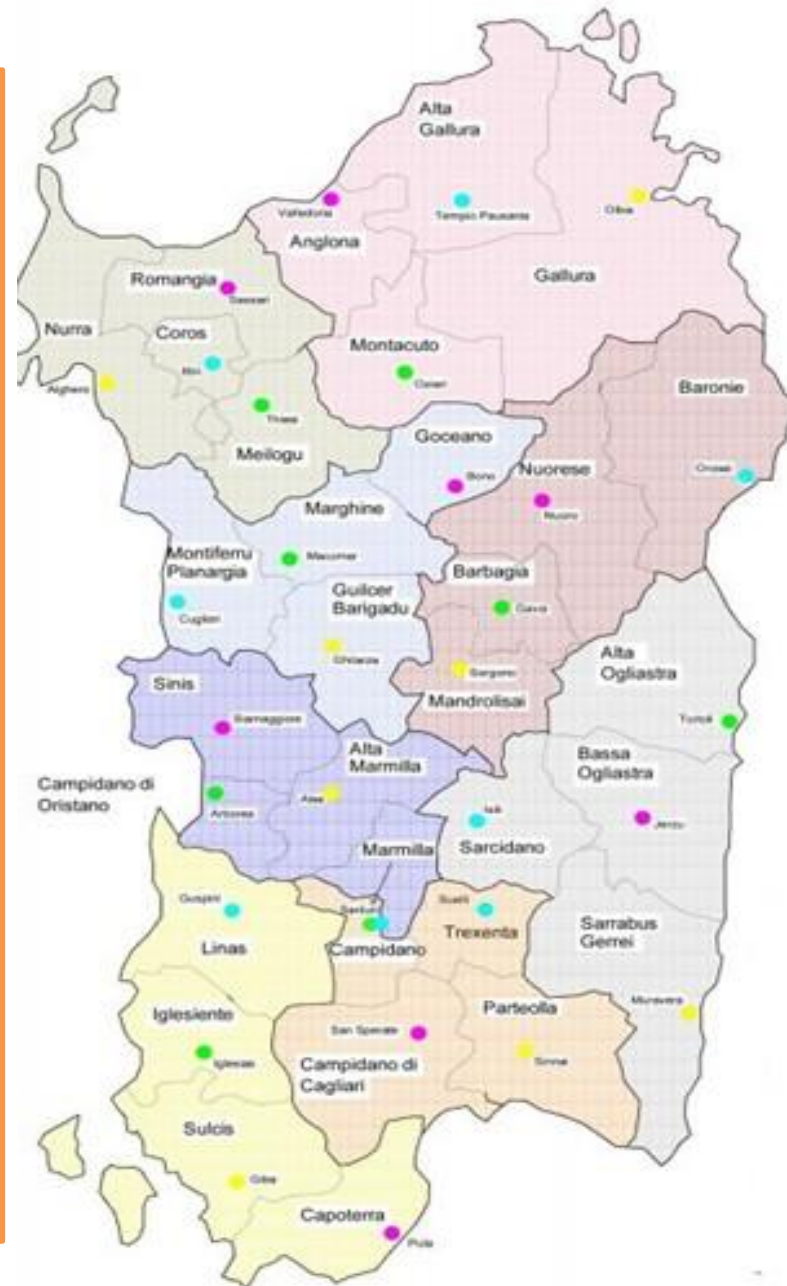 Alta
Gallura
Valledoria
Tempio Pausania
Olbia
Anglona
Gallura
Romangia
Sassari
Nurra
Coros
Ittiri
Alghero
Thiesi
Meilogu
Montacuto
Ozieri
Baronie
Goceano
Bono
Nuorese
Nuoro
Orosei
Marghine
Macomer
Montiferru
Planargia
Cuglieri
Guilcer
Barigadu
Ghilarza
Barbagia
Gavoi
Sorgono
Mandrolisai
Alta
Ogliastra
Tortolì
Sinis
Samaggiore
Alta
Marmilla
Bassa
Ogliastra
Campidano di
Oristano
Arborea
Ales
Isili
Jerzu
Marmilla
Sarcidano
Guspini
Linas
Campidano
Suelli
Trexenta
Sarrabus
Gerrei
Muravera
Iglesiente
Iglesias
San Sperate
Parteolla
Sinnai
Campidano di
Cagliari
Sulcis
Giba
Capoterra
Pula